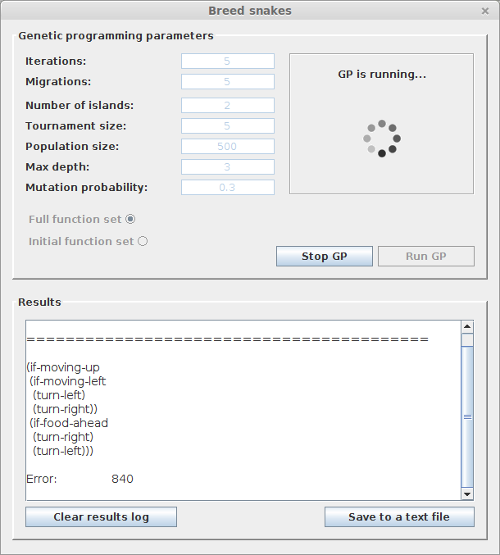 Breed snakes
Genetic programming parameters
Iterations: 5
Migrations: 5
Number of islands: 2
Tournament size: 5
Population size: 500
Max depth: 3
Mutation probability: 0.3
GP is running...
Full function set
Initial function set
Stop GP
Run GP
Results
==========================================
(if-moving-up
(if-moving-left
(turn-left)
(turn-right))
(if-food-ahead
(turn-right)
(turn-left)))
Error: 840
Clear results log
Save to a text file